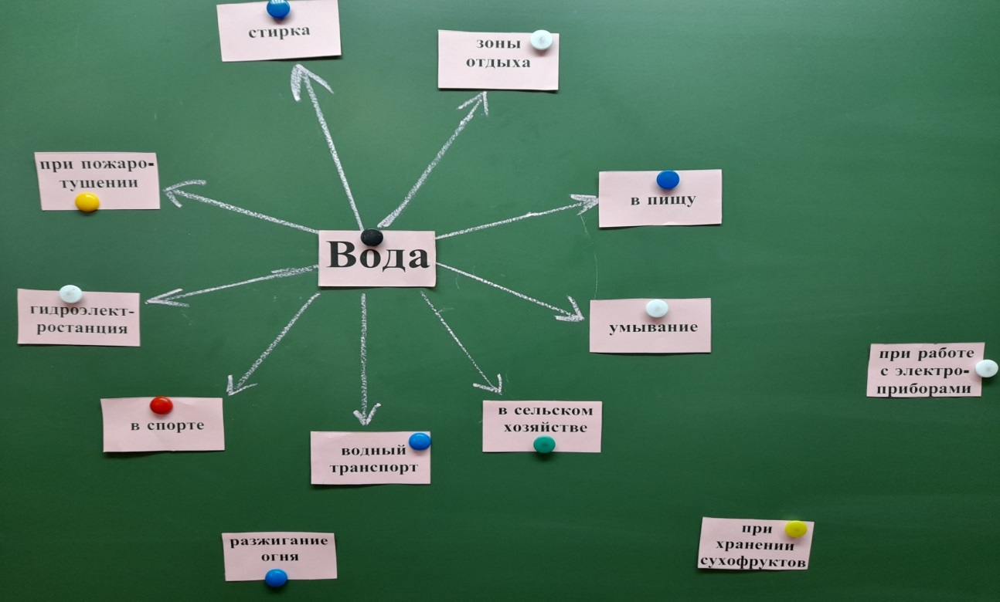 стирка
зоны
отдыха
при пожаро-
тушении
в пищу
Вода
гидроэлект-
ростанция
умывание
при работе
с электро-
приборами
в спорте
водный
транспорт
в сельском
хозяйстве
разжигание
огня
при
хранении
сухофруктов